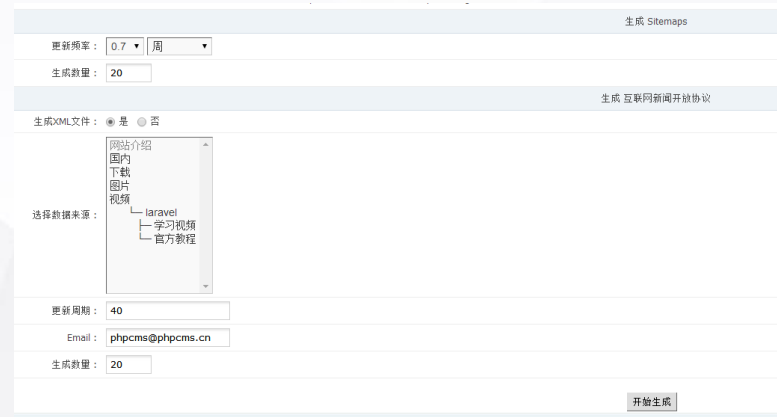 生成 Sitemaps
更新频率： 0.7 周
生成数量： 20
生成 互联网新闻开放协议
生成XML文件： 是 否
选择数据来源：
网站介绍
国内
下载
图片
视频
└─ laravel
├─ 学习视频
└─ 官方教程
更新周期： 40
Email： phpcms@phpcms.cn
生成数量： 20
开始生成